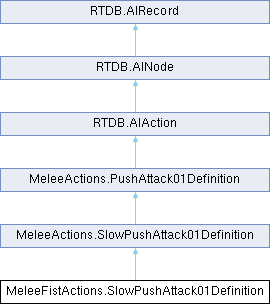 RTDB.AIRecord
RTDB.AINode
RTDB.AIAction
MeleeActions.PushAttack01Definition
MeleeActions.SlowPushAttack01Definition
MeleeFistActions.SlowPushAttack01Definition